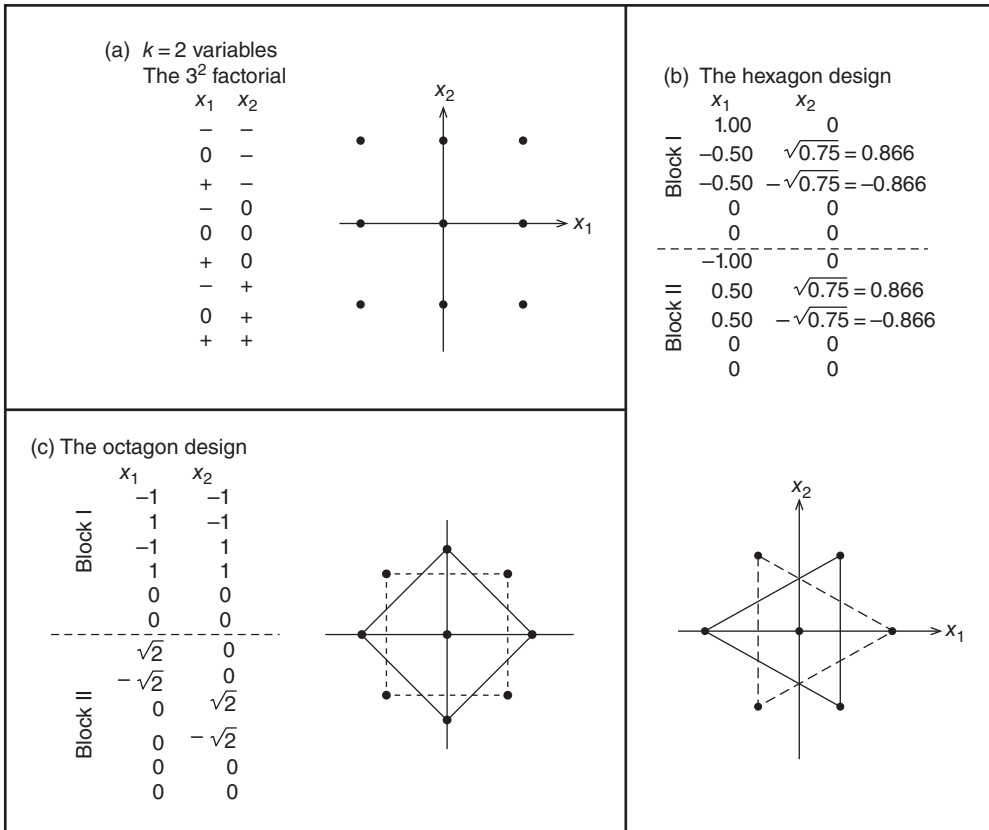 (a) k = 2 variables
The 3² factorial
x₁ x₂
– –
0 –
+ –
– 0
0 0
+ 0
– +
0 +
+ +
x₂
x₁
(b) The hexagon design
x₁ x₂
Block I
1.00 0
–0.50 √0.75 = 0.866
–0.50 –√0.75 = –0.866
0 0
0 0
Block II
–1.00 0
0.50 √0.75 = 0.866
0.50 –√0.75 = –0.866
0 0
0 0
x₂
x₁
(c) The octagon design
x₁ x₂
Block I
–1 –1
1 –1
–1 1
1 1
0 0
0 0
Block II
√2 0
–√2 0
0 √2
0 –√2
0 0
0 0